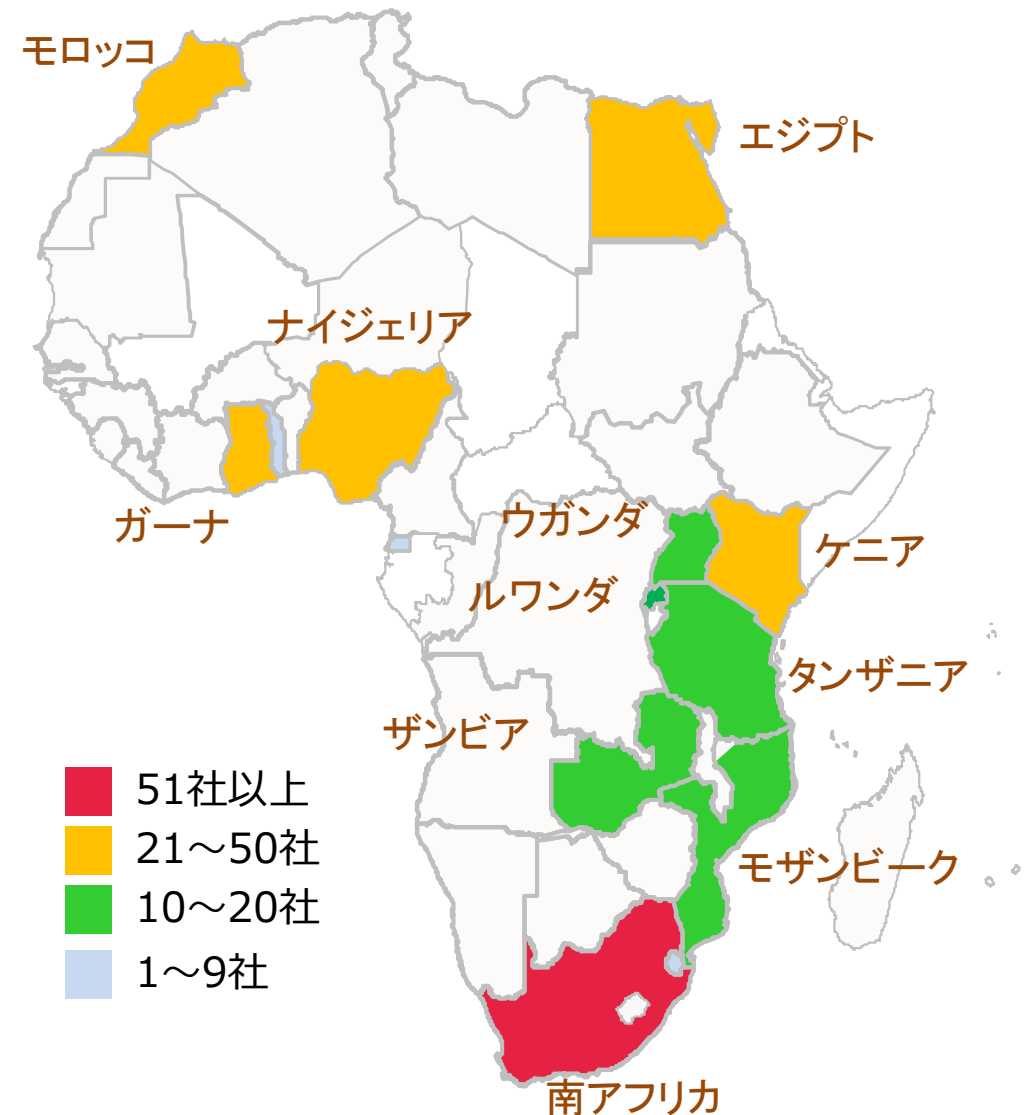 モロッコ
エジプト
ナイジェリア
ガーナ
ウガンダ
ケニア
ルワンダ
タンザニア
ザンビア
モザンビーク
南アフリカ
51社以上
21～50社
10～20社
1～9社